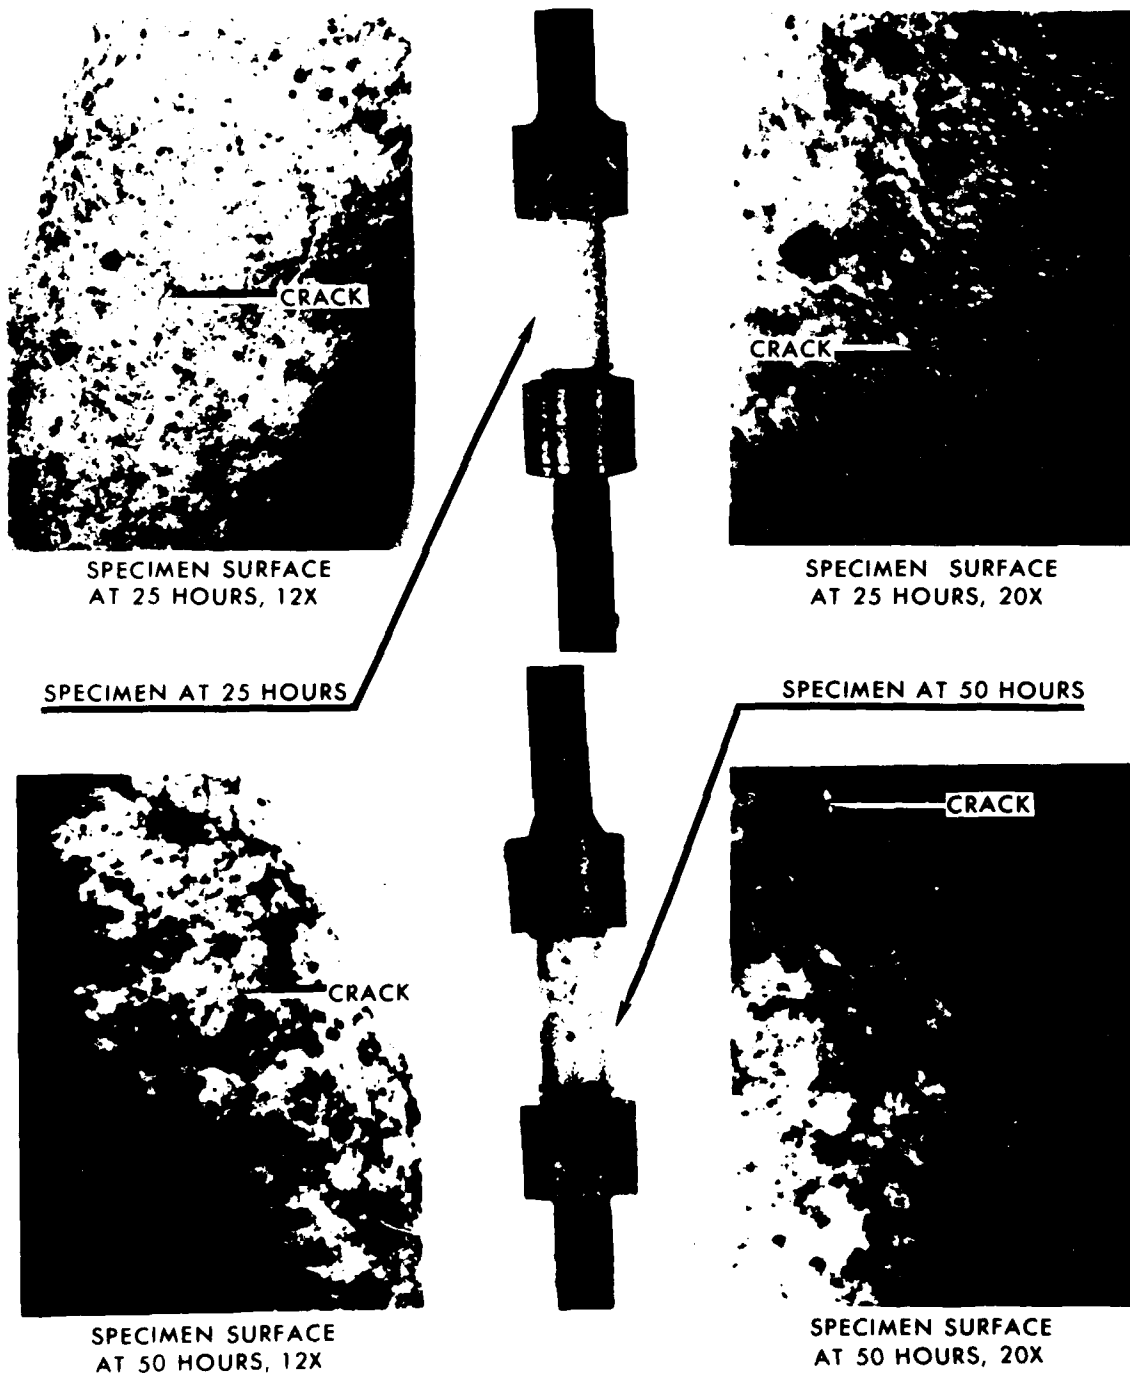 CRACK
CRACK
SPECIMEN SURFACE
AT 25 HOURS, 12X
SPECIMEN SURFACE
AT 25 HOURS, 20X
SPECIMEN AT 25 HOURS
SPECIMEN AT 50 HOURS
CRACK
CRACK
SPECIMEN SURFACE
AT 50 HOURS, 12X
SPECIMEN SURFACE
AT 50 HOURS, 20X